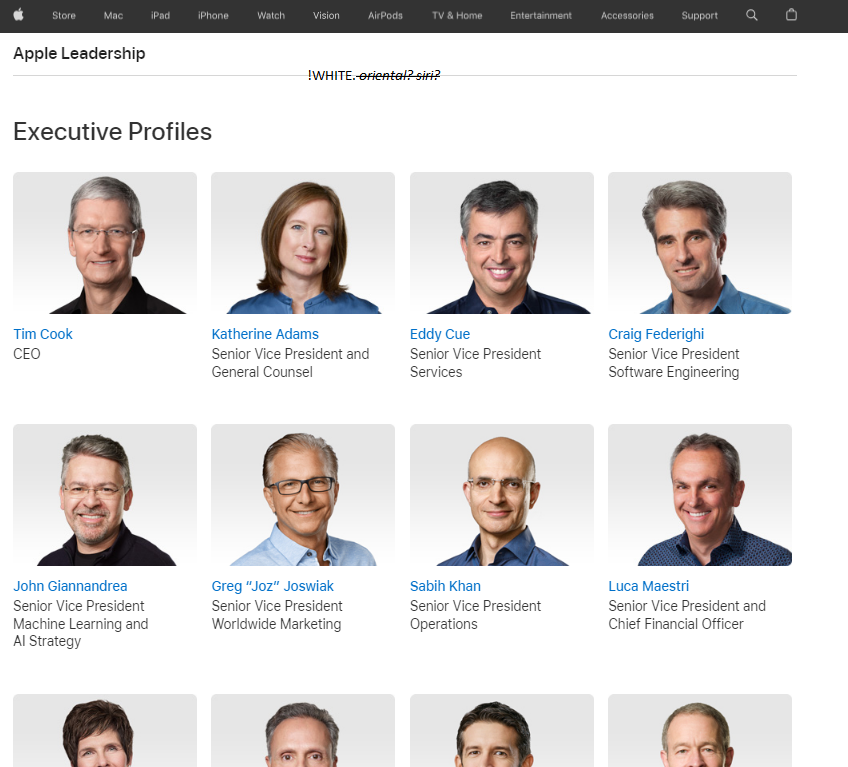 Store Mac iPad iPhone Watch Vision AirPods TV & Home Entertainment Accessories Support
Apple Leadership
!WHITE. oriental? siri?
Executive Profiles
Tim Cook
CEO
Katherine Adams
Senior Vice President and
General Counsel
Eddy Cue
Senior Vice President
Services
Craig Federighi
Senior Vice President
Software Engineering
John Giannandrea
Senior Vice President
Machine Learning and
AI Strategy
Greg “Joz” Joswiak
Senior Vice President
Worldwide Marketing
Sabih Khan
Senior Vice President
Operations
Luca Maestri
Senior Vice President and
Chief Financial Officer